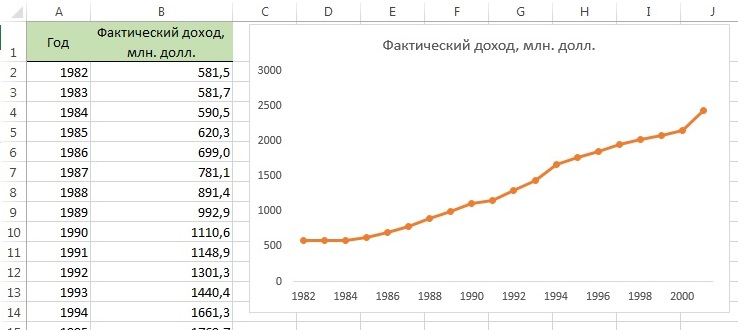 A B C D E F G H I J
1 Год Фактический доход,
млн. долл.
2 1982 581,5
3 1983 581,7
4 1984 590,5
5 1985 620,3
6 1986 699,0
7 1987 781,1
8 1988 891,4
9 1989 992,9
10 1990 1110,6
11 1991 1148,9
12 1992 1301,3
13 1993 1440,4
14 1994 1661,3
Фактический доход, млн. долл.
3000
2500
2000
1500
1000
500
0
1982 1984 1986 1988 1990 1992 1994 1996 1998 2000